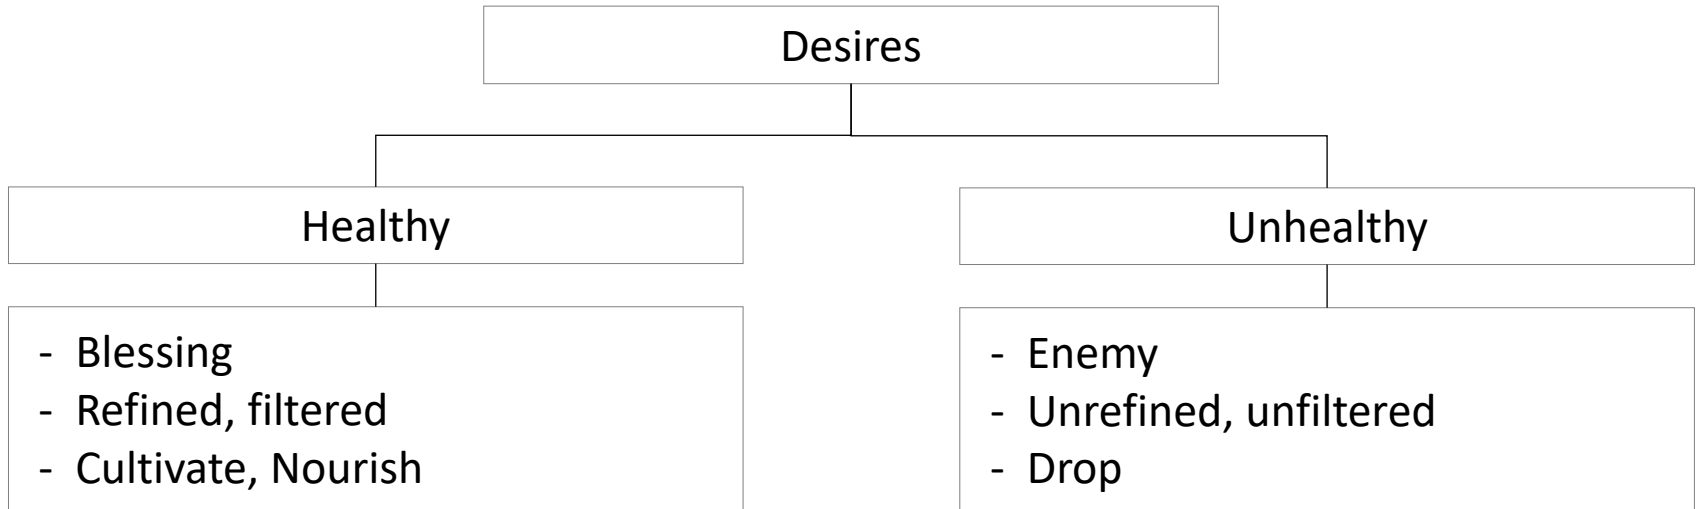 Desires
Healthy
Unhealthy
- Blessing
- Refined, filtered
- Cultivate, Nourish
- Enemy
- Unrefined, unfiltered
- Drop